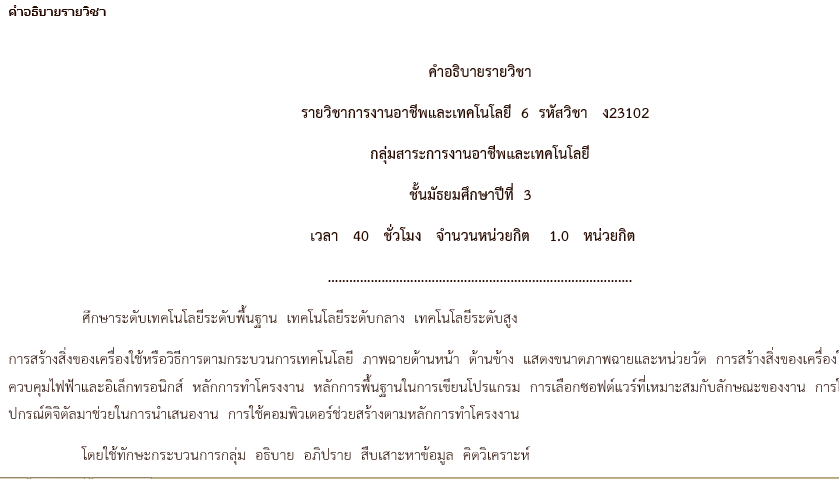 คำอธิบายรายวิชา
คำอธิบายรายวิชา
รายวิชาการงานอาชีพและเทคโนโลยี 6 รหัสวิชา ง23102
กลุ่มสาระการงานอาชีพและเทคโนโลยี
ชั้นมัธยมศึกษาปีที่ 3
เวลา 40 ชั่วโมง จำนวนหน่วยกิต 1.0 หน่วยกิต
......................................................................................
ศึกษาระดับเทคโนโลยีระดับพื้นฐาน เทคโนโลยีระดับกลาง เทคโนโลยีระดับสูง
การสร้างสิ่งของเครื่องใช้หรือวิธีการตามกระบวนการเทคโนโลยี ภาพฉายด้านหน้า ด้านข้าง แสดงขนาดภาพฉายและหน่วยวัด การสร้างสิ่งของเครื่อง
ควบคุมไฟฟ้าและอิเล็กทรอนิกส์ หลักการทำโครงงาน หลักการพื้นฐานในการเขียนโปรแกรม การเลือกซอฟต์แวร์ที่เหมาะสมกับลักษณะของงาน
ปกรณ์ดิจิตัลมาช่วยในการนำเสนองาน การใช้คอมพิวเตอร์ช่วยสร้างตามหลักการทำโครงงาน
โดยใช้ทักษะกระบวนการกลุ่ม อธิบาย อภิปราย สืบเสาะหาข้อมูล คิดวิเคราะห์